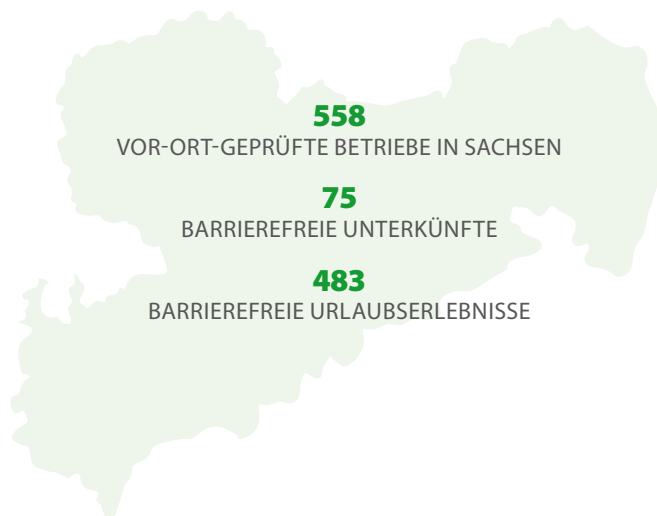 558
VOR-ORT-GEPRÜFTE BETRIEBE IN SACHSEN
75
BARRIEREFREIE UNTERKÜNFTE
483
BARRIEREFREIE URLAUBSERLEBNISSE